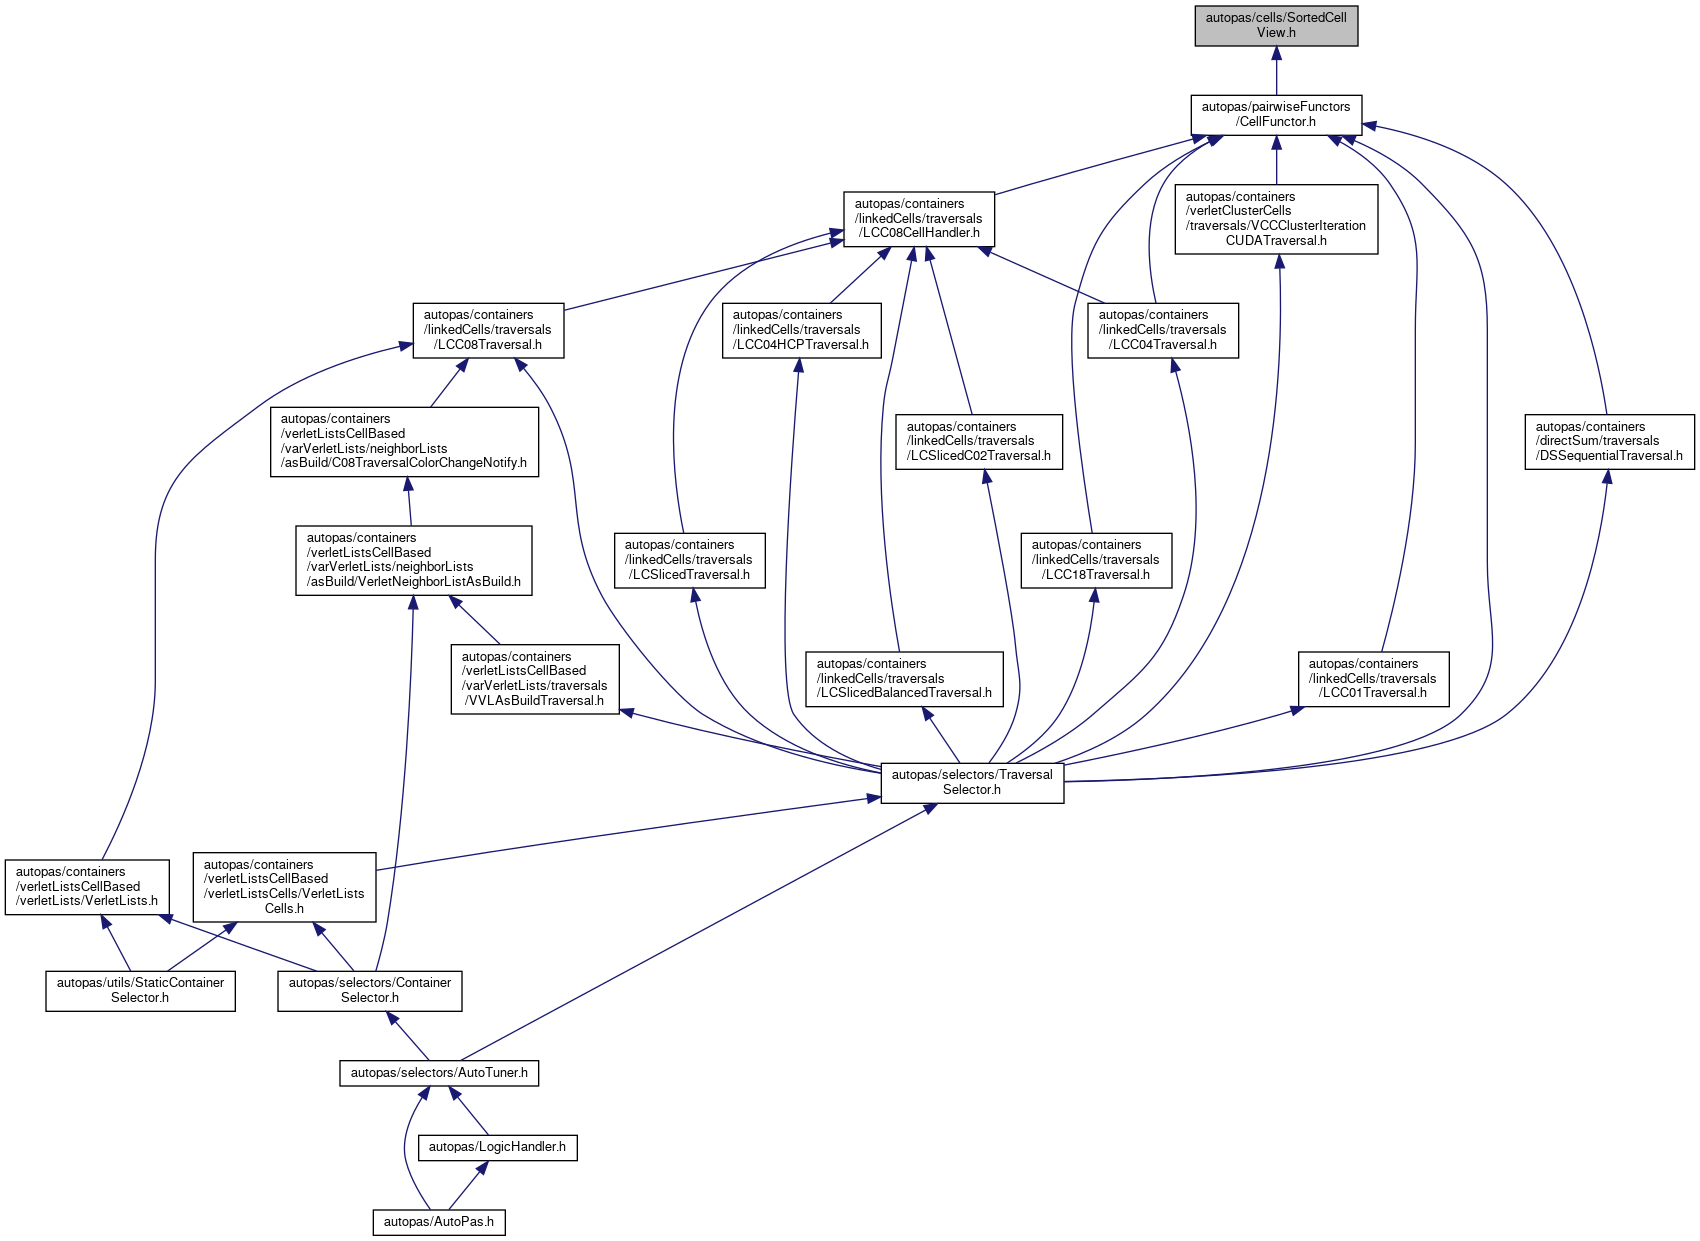 autopas/cells/SortedCell
View.h
autopas/pairwiseFunctors
/CellFunctor.h
autopas/containers
/linkedCells/traversals
/LCC08CellHandler.h
autopas/containers
/verletClusterCells
/traversals/VCCClusterIteration
CUDATraversal.h
autopas/containers
/linkedCells/traversals
/LCC08Traversal.h
autopas/containers
/linkedCells/traversals
/LCC04HCPTraversal.h
autopas/containers
/linkedCells/traversals
/LCC04Traversal.h
autopas/containers
/verletListsCellBased
/varVerletLists/neighborLists
/asBuild/C08TraversalColorChangeNotify.h
autopas/containers
/linkedCells/traversals
/LCSlicedC02Traversal.h
autopas/containers
/directSum/traversals
/DSSequentialTraversal.h
autopas/containers
/verletListsCellBased
/varVerletLists/neighborLists
/asBuild/VerletNeighborListAsBuild.h
autopas/containers
/linkedCells/traversals
/LCSlicedTraversal.h
autopas/containers
/linkedCells/traversals
/LCC18Traversal.h
autopas/containers
/verletListsCellBased
/varVerletLists/traversals
/VVLAsBuildTraversal.h
autopas/containers
/linkedCells/traversals
/LCSlicedBalancedTraversal.h
autopas/containers
/linkedCells/traversals
/LCC01Traversal.h
autopas/selectors/Traversal
Selector.h
autopas/containers
/verletListsCellBased
/verletLists/VerletLists.h
autopas/containers
/verletListsCellBased
/verletListsCells/VerletLists
Cells.h
autopas/utils/StaticContainer
Selector.h
autopas/selectors/Container
Selector.h
autopas/selectors/AutoTuner.h
autopas/LogicHandler.h
autopas/AutoPas.h